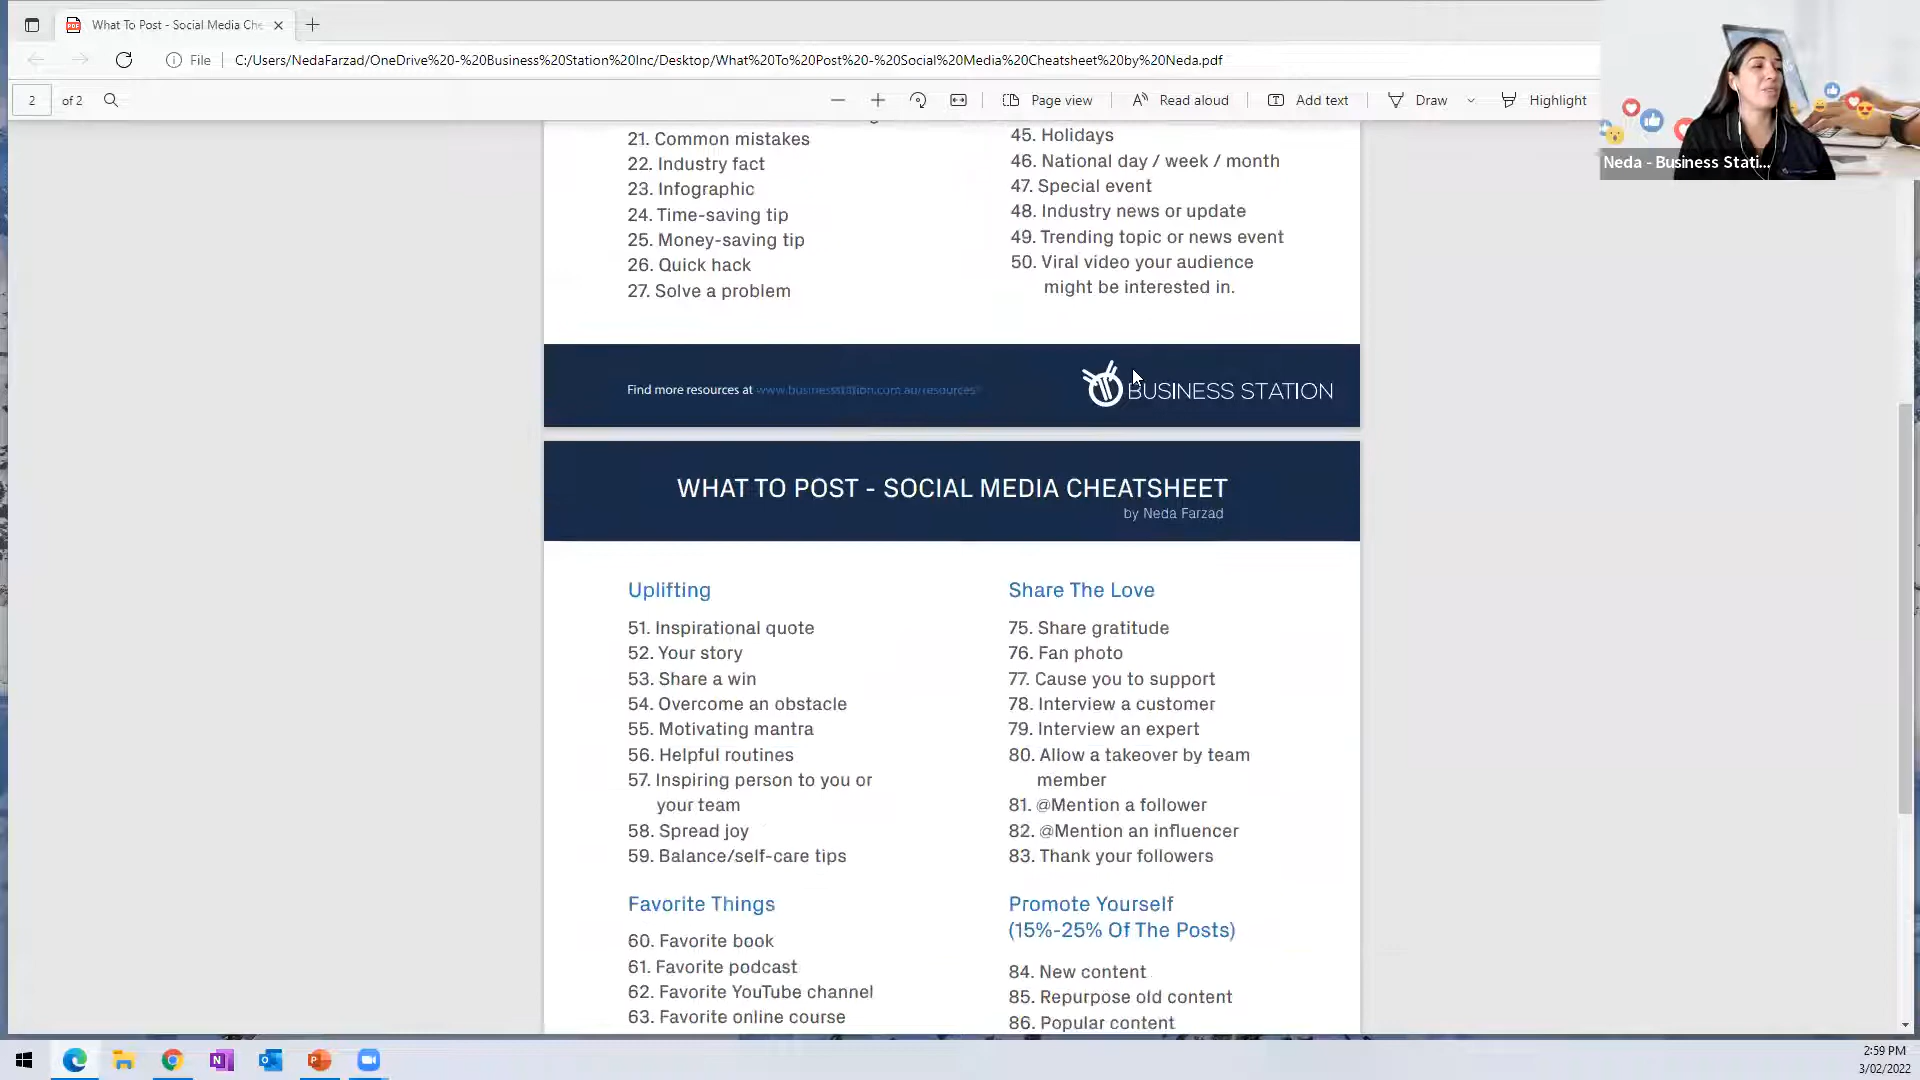 What To Post - Social Media Che
File
C:/Users/NedaFarzad/OneDrive%20-%20Business%20Station%20Inc/Desktop/What%20To%20Post%20-%20Social%20Media%20Cheatsheet%20by%20Neda.pdf
2 of 2
Page view
Read aloud
Add text
Draw
Highlight
Neda - Business Stati...
21. Common mistakes
22. Industry fact
23. Infographic
24. Time-saving tip
25. Money-saving tip
26. Quick hack
27. Solve a problem
45. Holidays
46. National day / week / month
47. Special event
48. Industry news or update
49. Trending topic or news event
50. Viral video your audience
might be interested in.
Find more resources at www.businessstation.com.au/resources
BUSINESS STATION
WHAT TO POST - SOCIAL MEDIA CHEATSHEET
by Neda Farzad
Uplifting
51. Inspirational quote
52. Your story
53. Share a win
54. Overcome an obstacle
55. Motivating mantra
56. Helpful routines
57. Inspiring person to you or
your team
58. Spread joy
59. Balance/self-care tips
Favorite Things
60. Favorite book
61. Favorite podcast
62. Favorite YouTube channel
63. Favorite online course
Share The Love
75. Share gratitude
76. Fan photo
77. Cause you to support
78. Interview a customer
79. Interview an expert
80. Allow a takeover by team
member
81. @Mention a follower
82. @Mention an influencer
83. Thank your followers
Promote Yourself
(15%-25% Of The Posts)
84. New content
85. Repurpose old content
86. Popular content
2:59 PM
3/02/2022